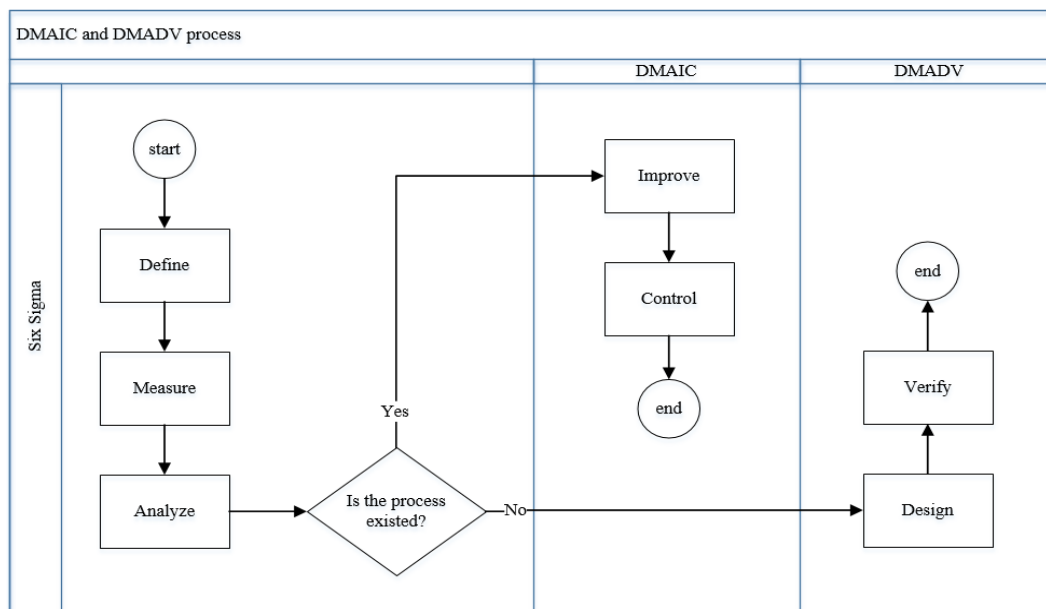 DMAIC and DMADV process
DMAIC
DMADV
Six Sigma
start
Define
Measure
Analyze
Is the process
existed?
Yes
No
Improve
Control
end
Design
Verify
end